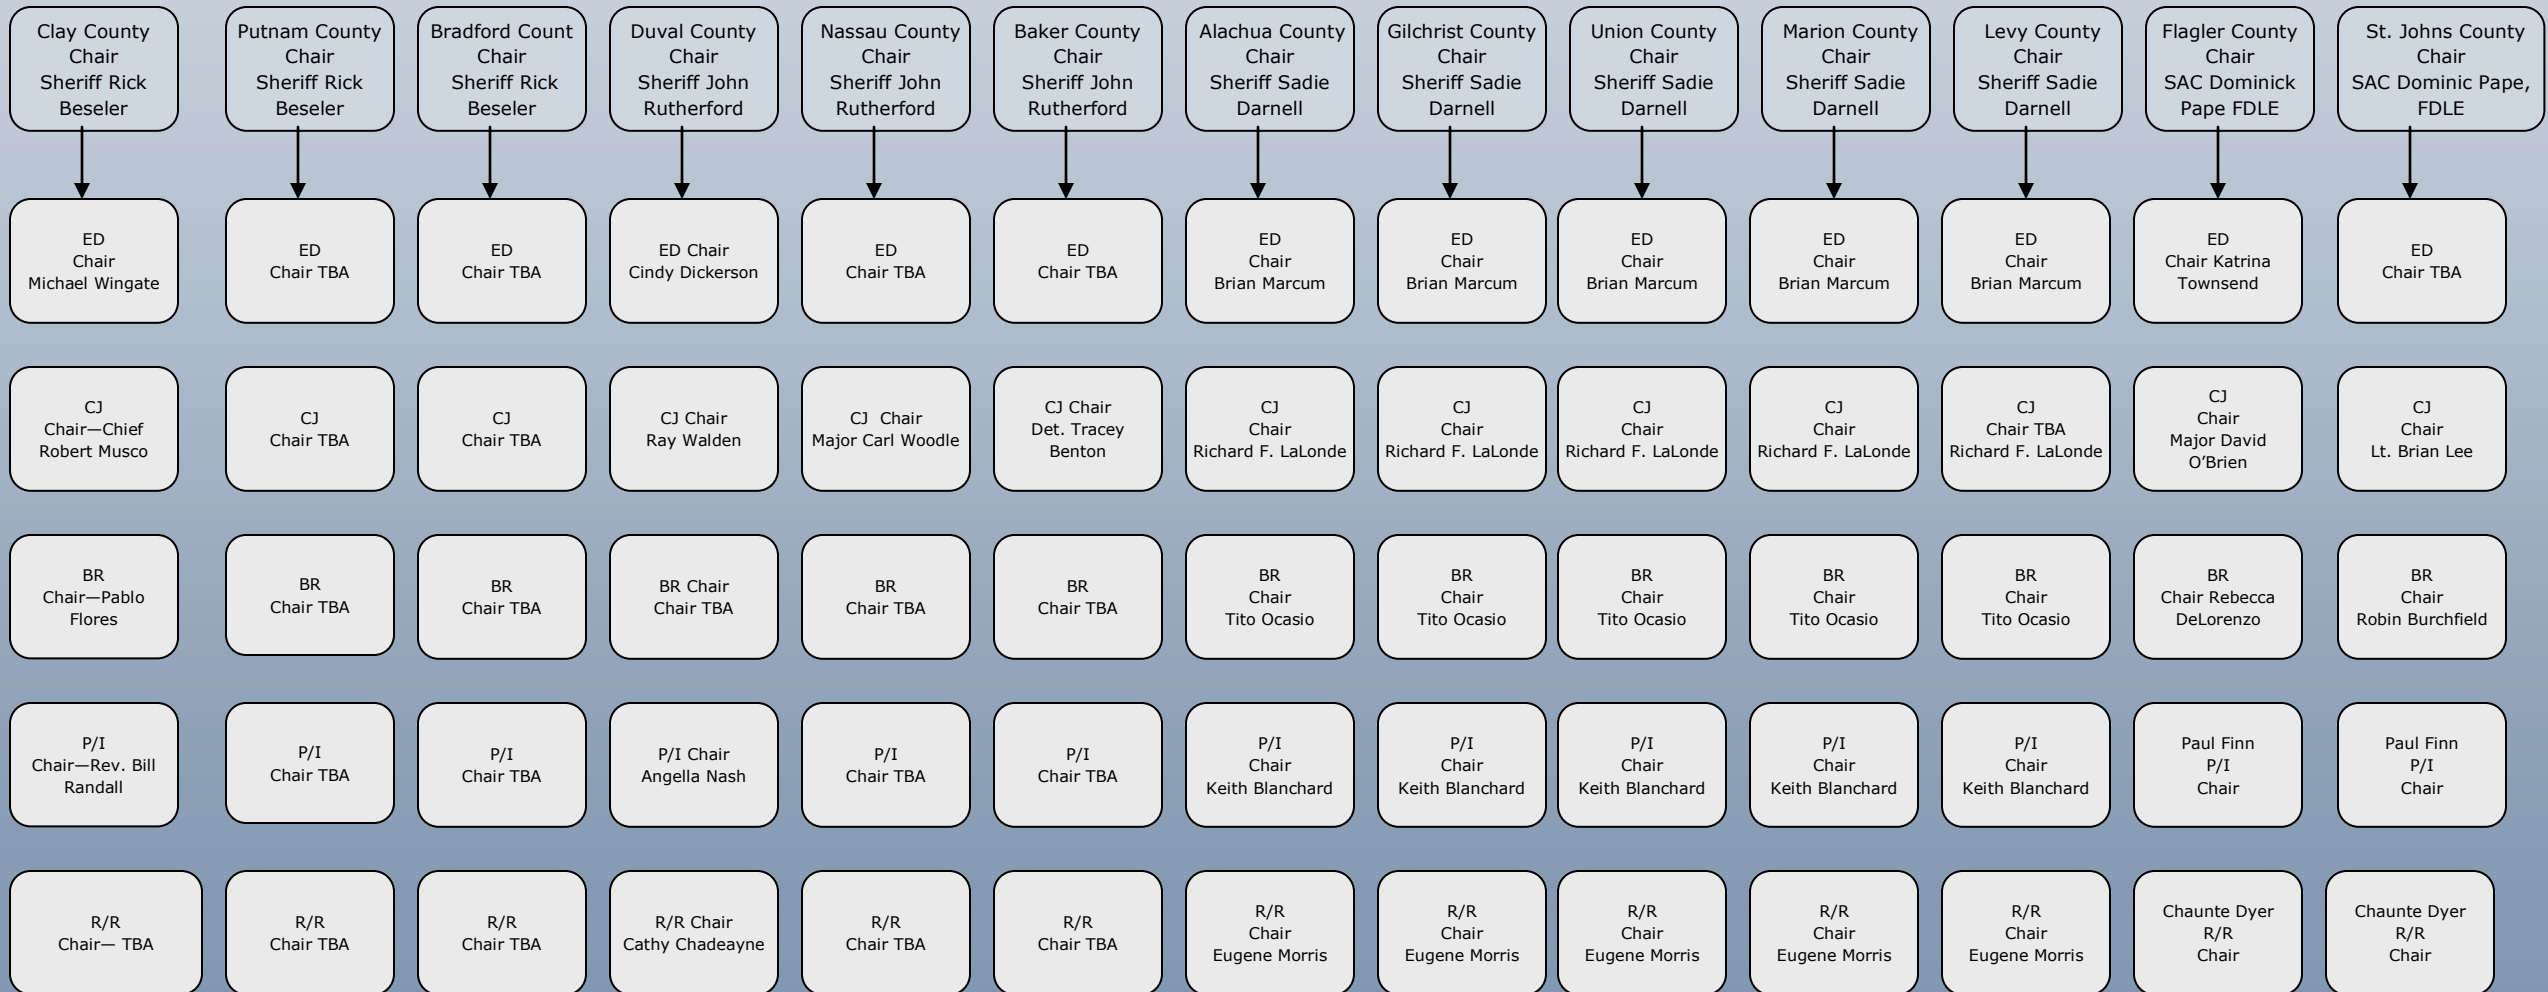 Clay County
Chair
Sheriff Rick
Beseler
Putnam County
Chair
Sheriff Rick
Beseler
Bradford Count
Chair
Sheriff Rick
Beseler
Duval County
Chair
Sheriff John
Rutherford
Nassau County
Chair
Sheriff John
Rutherford
Baker County
Chair
Sheriff John
Rutherford
Alachua County
Chair
Sheriff Sadie
Darnell
Gilchrist County
Chair
Sheriff Sadie
Darnell
Union County
Chair
Sheriff Sadie
Darnell
Marion County
Chair
Sheriff Sadie
Darnell
Levy County
Chair
Sheriff Sadie
Darnell
Flagler County
Chair
SAC Dominick
Pape FDLE
St. Johns County
Chair
SAC Dominic Pape,
FDLE
ED
Chair
Michael Wingate
ED
Chair TBA
ED
Chair TBA
ED Chair
Cindy Dickerson
ED
Chair TBA
ED
Chair TBA
ED
Chair
Brian Marcum
ED
Chair
Brian Marcum
ED
Chair
Brian Marcum
ED
Chair
Brian Marcum
ED
Chair
Brian Marcum
ED
Chair Katrina
Townsend
ED
Chair TBA
CJ
Chair—Chief
Robert Musco
CJ
Chair TBA
CJ
Chair TBA
CJ Chair
Ray Walden
CJ  Chair
Major Carl Woodle
CJ Chair
Det. Tracey
Benton
CJ
Chair
Richard F. LaLonde
CJ
Chair
Richard F. LaLonde
CJ
Chair
Richard F. LaLonde
CJ
Chair
Richard F. LaLonde
CJ
Chair TBA
Richard F. LaLonde
CJ
Chair
Major David
O’Brien
CJ
Chair
Lt. Brian Lee
BR
Chair—Pablo
Flores
BR
Chair TBA
BR
Chair TBA
BR Chair
Chair TBA
BR
Chair TBA
BR
Chair TBA
BR
Chair
Tito Ocasio
BR
Chair
Tito Ocasio
BR
Chair
Tito Ocasio
BR
Chair
Tito Ocasio
BR
Chair
Tito Ocasio
BR
Chair Rebecca
DeLorenzo
BR
Chair
Robin Burchfield
P/I
Chair—Rev. Bill
Randall
P/I
Chair TBA
P/I
Chair TBA
P/I Chair
Angella Nash
P/I
Chair TBA
P/I
Chair TBA
P/I
Chair
Keith Blanchard
P/I
Chair
Keith Blanchard
P/I
Chair
Keith Blanchard
P/I
Chair
Keith Blanchard
P/I
Chair
Keith Blanchard
Paul Finn
P/I
Chair
Paul Finn
P/I
Chair
R/R
Chair— TBA
R/R
Chair TBA
R/R
Chair TBA
R/R Chair
Cathy Chadeayne
R/R
Chair TBA
R/R
Chair TBA
R/R
Chair
Eugene Morris
R/R
Chair
Eugene Morris
R/R
Chair
Eugene Morris
R/R
Chair
Eugene Morris
R/R
Chair
Eugene Morris
Chaunte Dyer
R/R
Chair
Chaunte Dyer
R/R
Chair